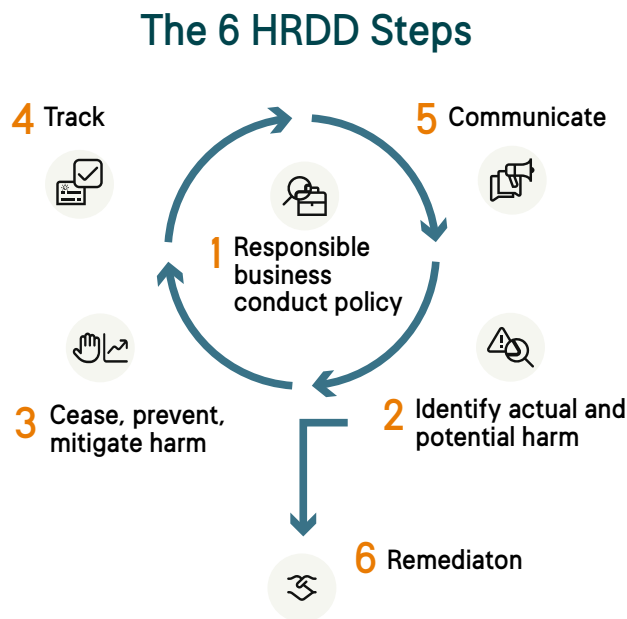 The 6 HRDD Steps
4 Track
5 Communicate
1 Responsible
business
conduct policy
3 Cease, prevent,
mitigate harm
2 Identify actual and
potential harm
6 Remediaton